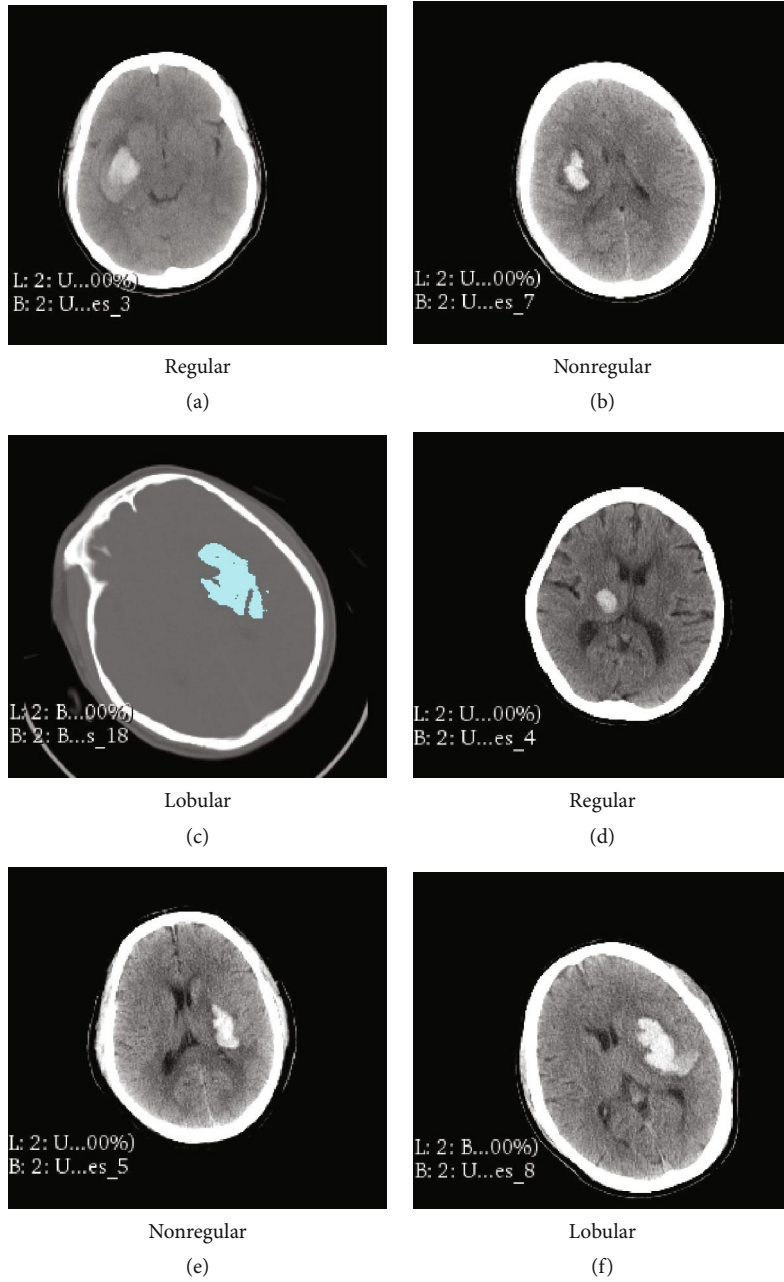 L: 2: U...00%)
B: 2: U...es_3
Regular
(a)
L: 2: U...00%)
B: 2: U...es_7
Nonregular
(b)
L: 2: B...00%)
B: 2: B...s_18
Lobular
(c)
L: 2: U...00%)
B: 2: U...es_4
Regular
(d)
L: 2: U...00%)
B: 2: U...es_5
Nonregular
(e)
L: 2: B...00%)
B: 2: U...es_8
Lobular
(f)